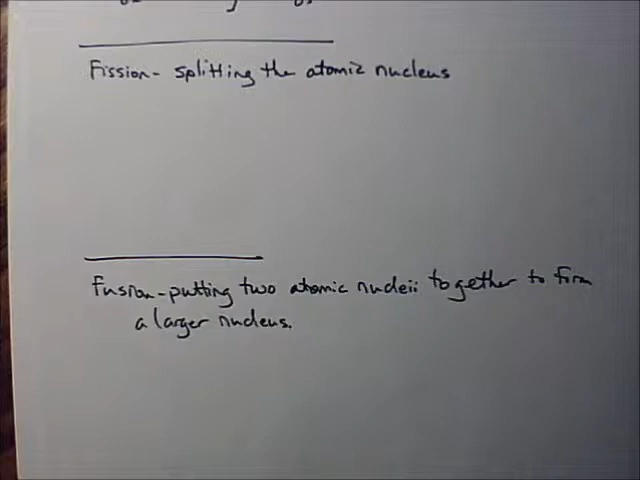 Fission- splitting the atomic nucleus
Fusion-putting two atomic nucleii together to form
a larger nucleus.